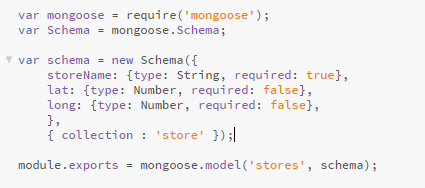 var mongoose = require('mongoose');
var Schema = mongoose.Schema;
var schema = new Schema({
storeName: {type: String, required: true},
lat: {type: Number, required: false},
long: {type: Number, required: false},
},
{ collection : 'store' });
module.exports = mongoose.model('stores', schema);